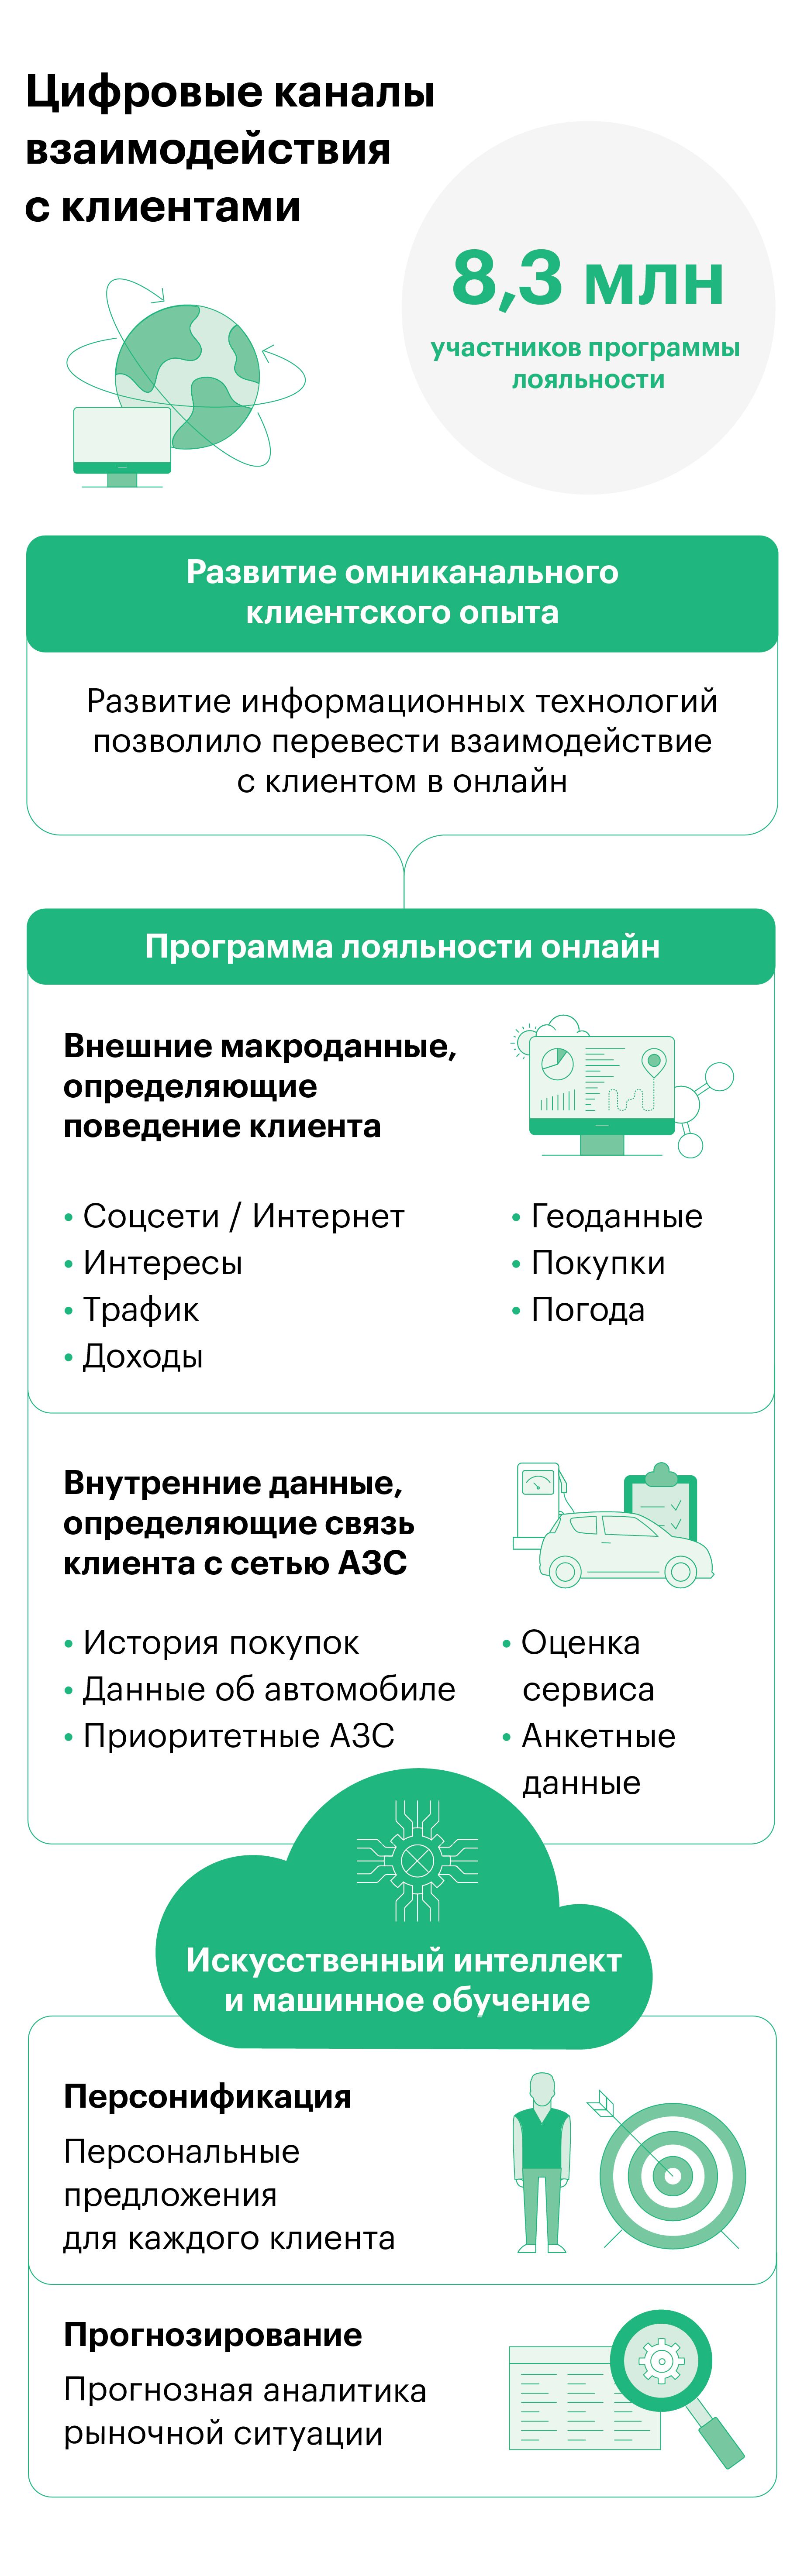 Цифровые каналы
взаимодействия
с клиентами
8,3 млн
участников программы
лояльности
Развитие омниканального
клиентского опыта
Развитие информационных технологий
позволило перевести взаимодействие
с клиентом в онлайн
Программа лояльности онлайн
Внешние макроданные,
определяющие
поведение клиента
• Соцсети / Интернет
• Интересы
• Трафик
• Доходы
• Геоданные
• Покупки
• Погода
Внутренние данные,
определяющие связь
клиента с сетью АЗС
• История покупок
• Данные об автомобиле
• Приоритетные АЗС
• Оценка
сервиса
• Анкетные
данные
Искусственный интеллект
и машинное обучение
Персонификация
Персональные
предложения
для каждого клиента
Прогнозирование
Прогнозная аналитика
рыночной ситуации